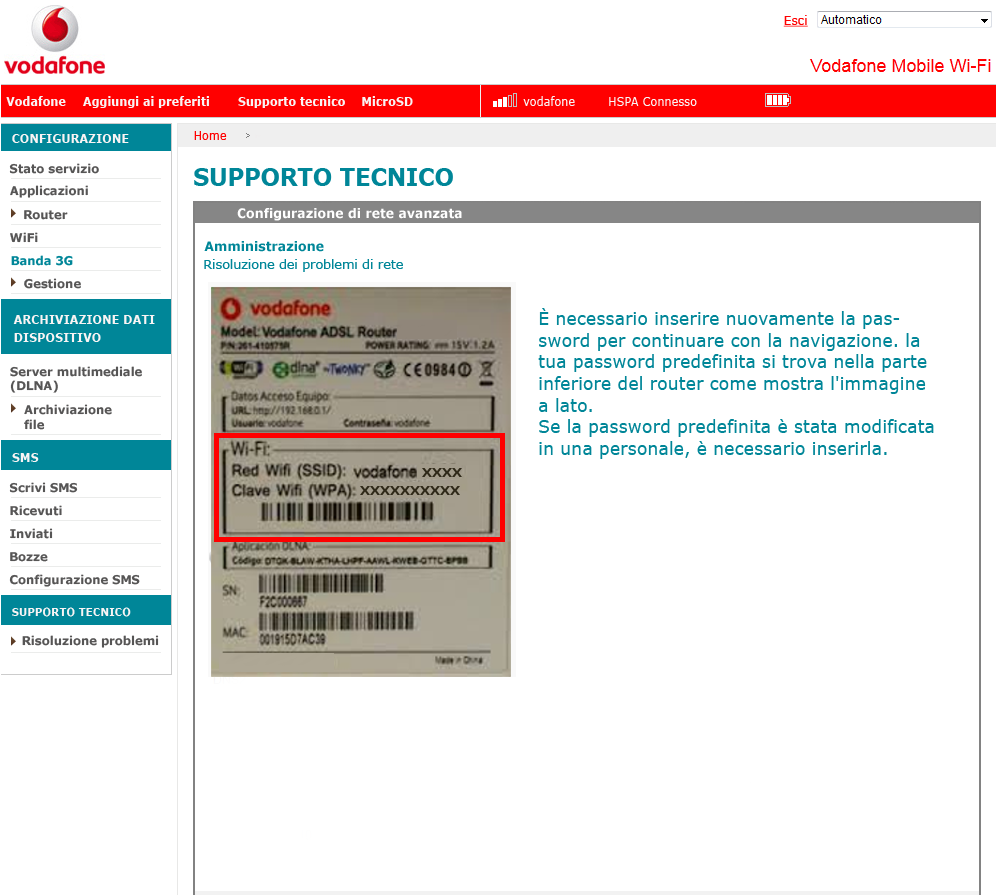 Esci
Automatico
vodafone
Vodafone Mobile Wi-Fi
Vodafone
Aggiungi ai preferiti
Supporto tecnico
MicroSD
vodafone
HSPA Connesso
CONFIGURAZIONE
Stato servizio
Applicazioni
Router
WiFi
Banda 3G
Gestione
ARCHIVIAZIONE DATI
DISPOSITIVO
Server multimediale
(DLNA)
Archiviazione
file
SMS
Scrivi SMS
Ricevuti
Inviati
Bozze
Configurazione SMS
SUPPORTO TECNICO
Risoluzione problemi
Home >
SUPPORTO TECNICO
Configurazione di rete avanzata
Amministrazione
Risoluzione dei problemi di rete
vodafone
Model: Vodafone ADSL Router
P/N:261-410575R POWER RATING: 15V 1.2A
Wi Fi dlna TWONKY CE0984
Datos Acceso Equipo:
URL: http://192.168.0.1/
Usuario: vodafone Contraseña: vodafone
Wi-Fi:
Red Wifi (SSID): vodafone XXXX
Clave Wifi (WPA): XXXXXXXXXX
Aplicación DLNA:
Código: DTGK-8LAW-KTHA-LHPF-AAWL-KWEB-GTTC-BPBB
SN:
F2C000667
MAC:
001915D7AC39
Made in China
È necessario inserire nuovamente la pas-
sword per continuare con la navigazione. la
tua password predefinita si trova nella parte
inferiore del router come mostra l'immagine
a lato.
Se la password predefinita è stata modificata
in una personale, è necessario inserirla.